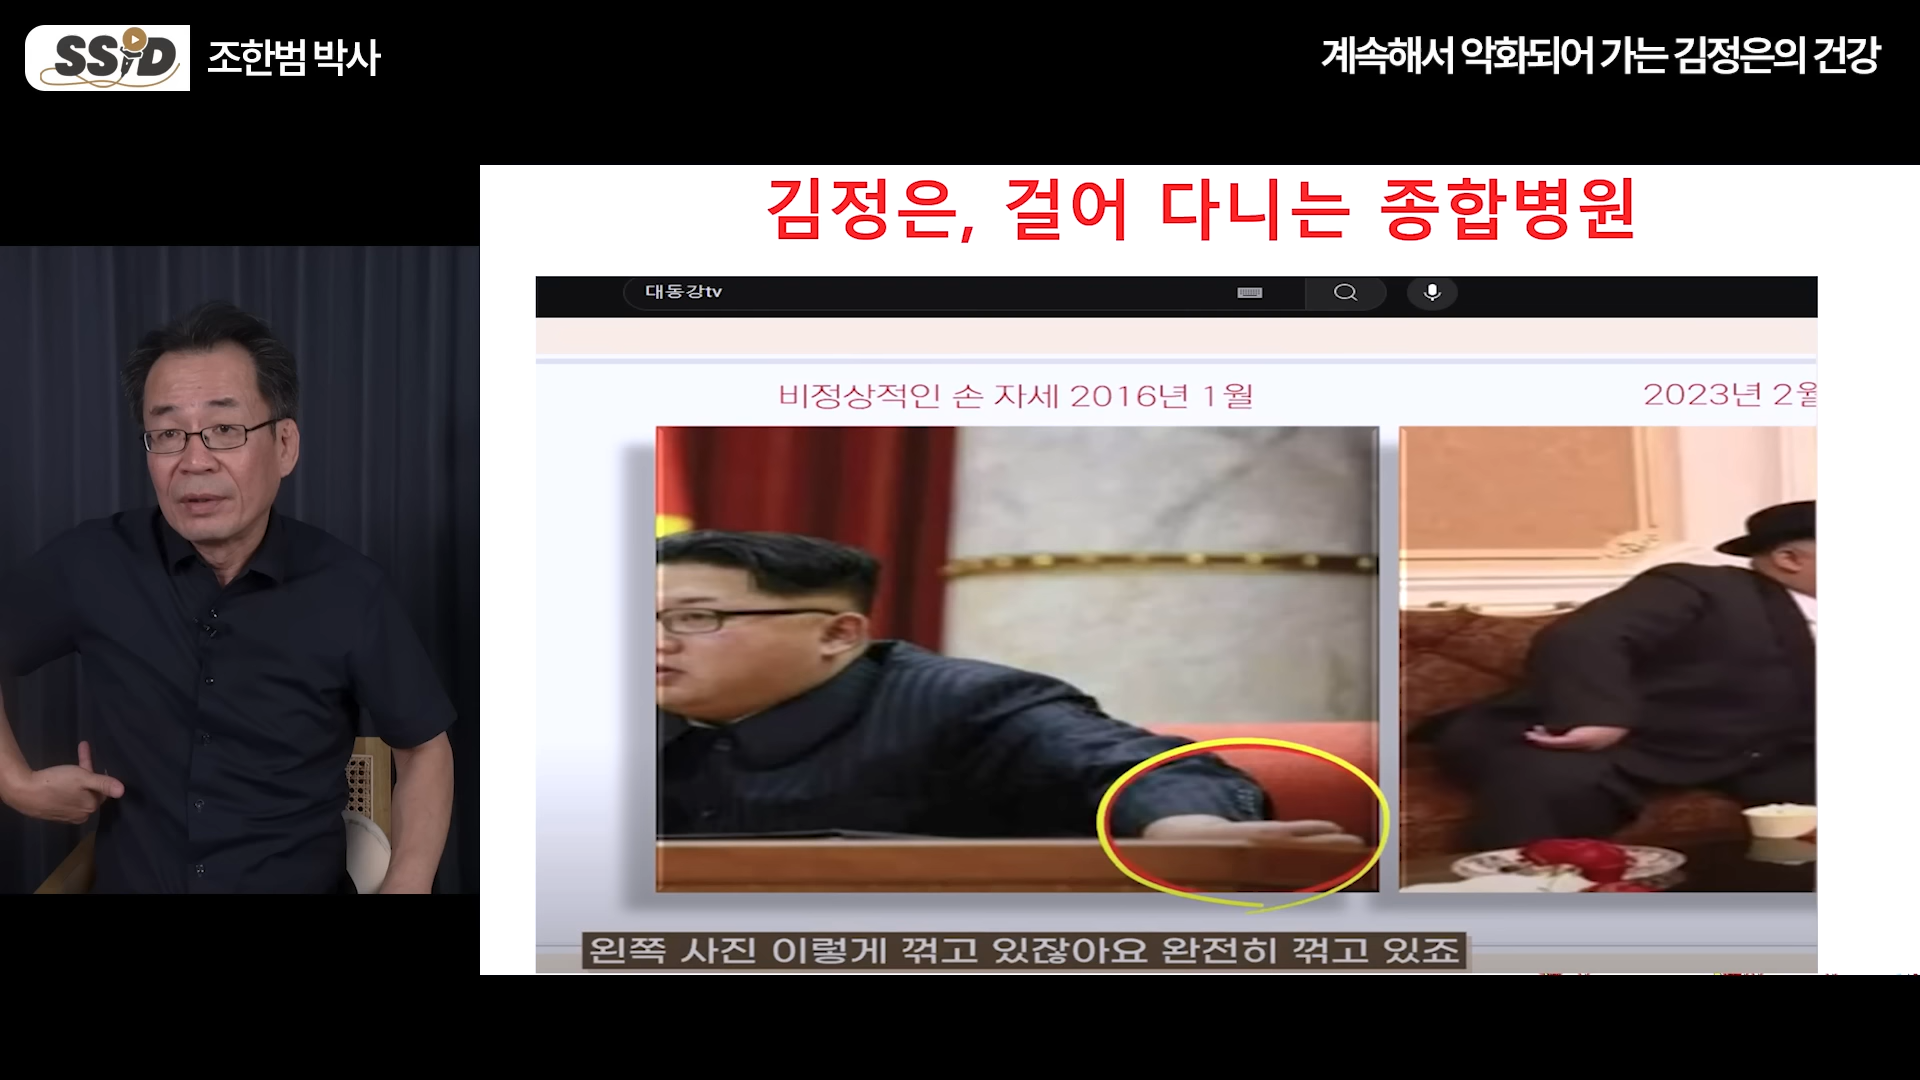 SSiD
조한범 박사
계속해서 악화되어 가는 김정은의 건강
김정은, 걸어 다니는 종합병원
대동강tv
비정상적인 손 자세 2016년 1월
2023년 2월
왼쪽 사진 이렇게 꺾고 있잖아요 완전히 꺾고 있죠